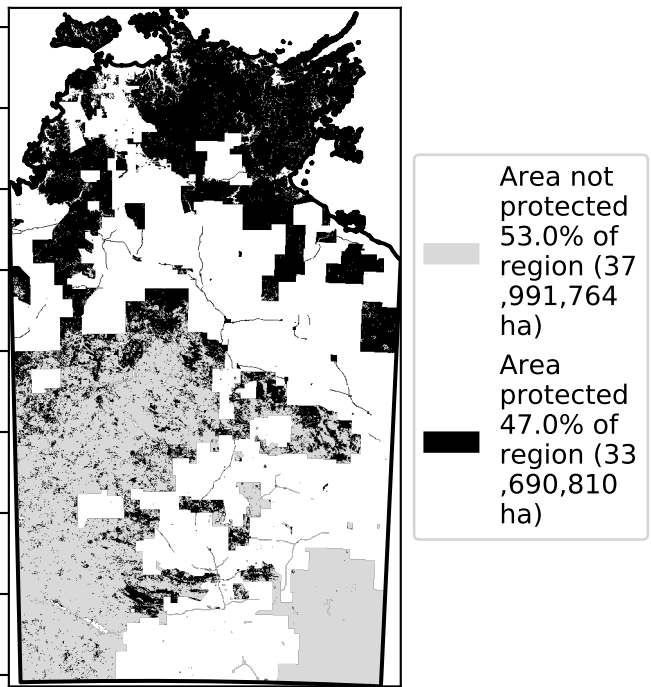 Area not
protected
53.0% of
region (37
,991,764
ha)
Area
protected
47.0% of
region (33
,690,810
ha)